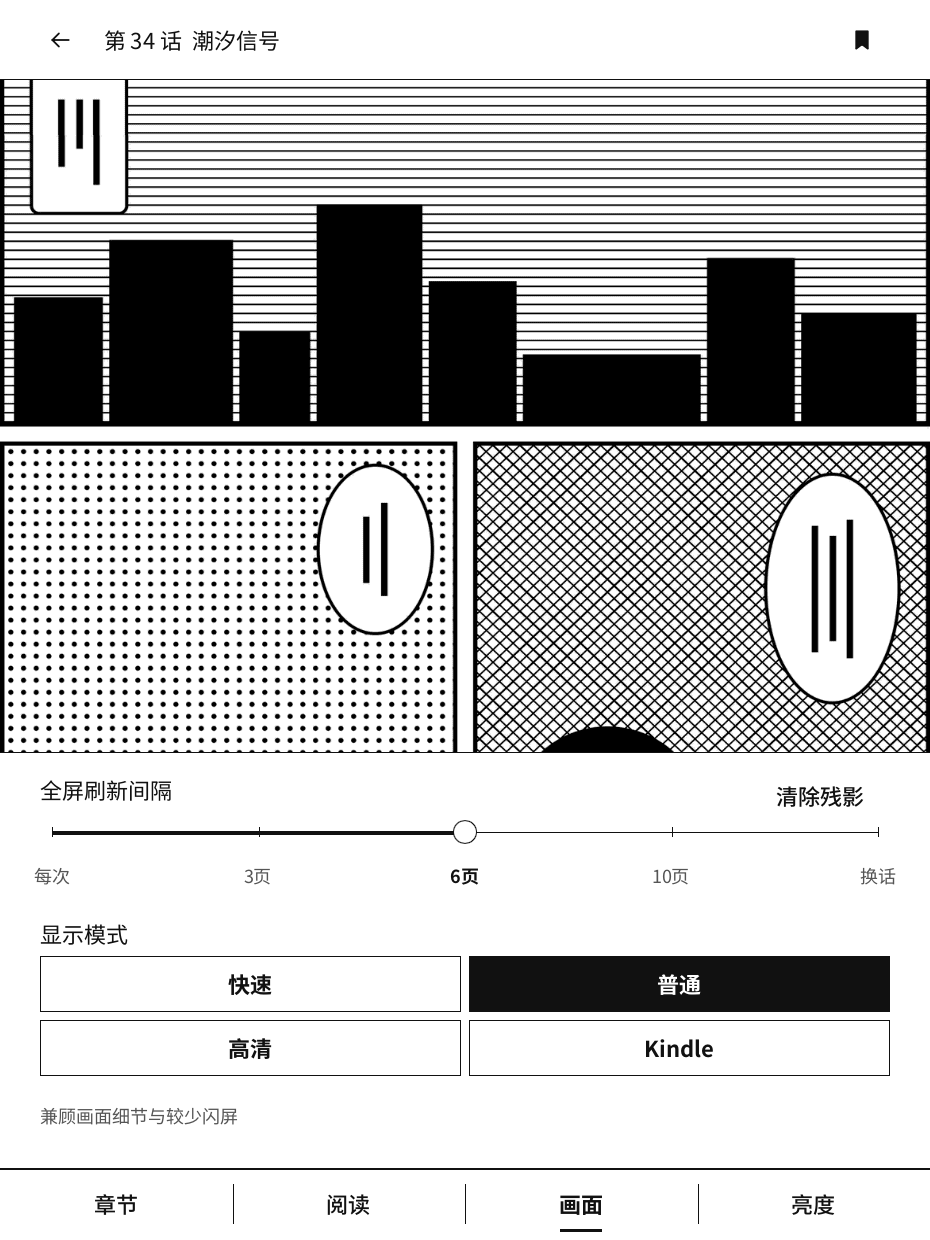 第 34 话 潮汐信号
全屏刷新间隔
清除残影
每次 3页 6页 10页 换话
显示模式
快速 普通
高清 Kindle
兼顾画面细节与较少闪屏
章节 阅读 画面 亮度